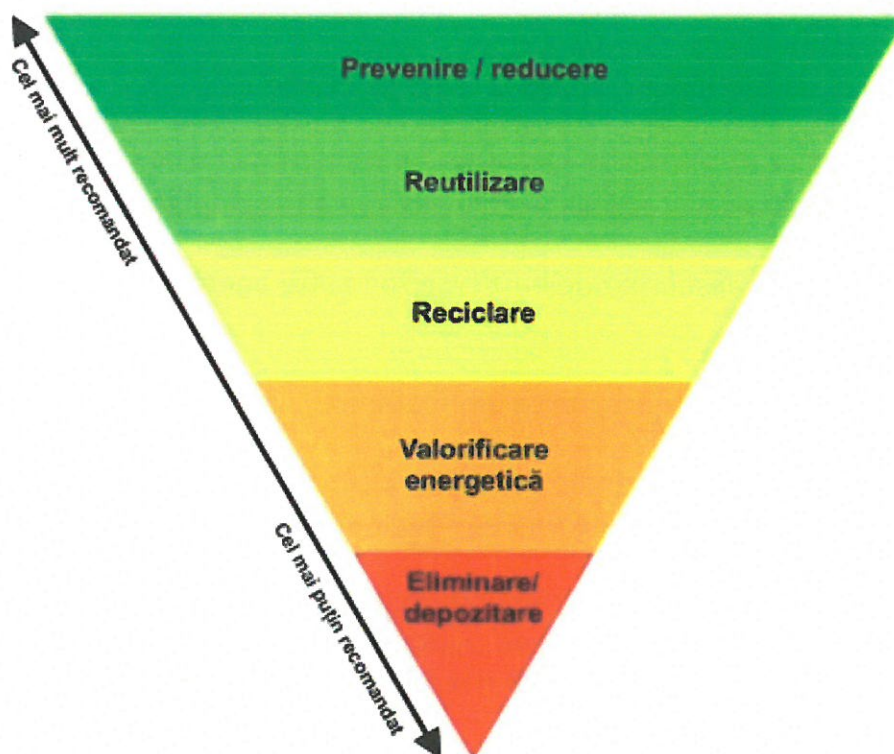 Prevenire / reducere
Cel mai mult recomandat
Reutilizare
Reciclare
Valorificare
energetică
Cel mai puțin recomandat
Eliminare/
depozitare